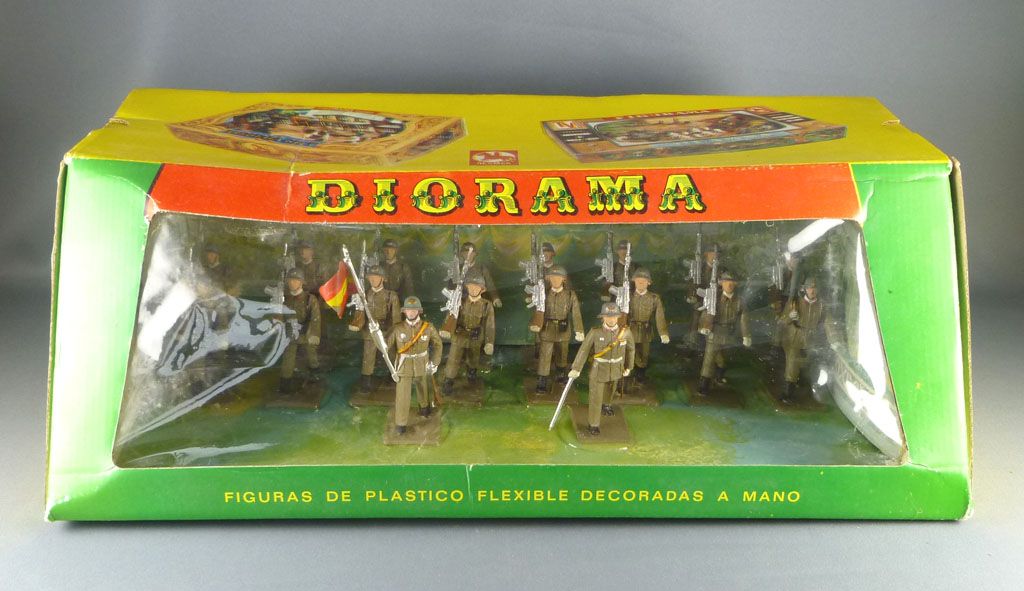 DIORAMA
FIGURAS DE PLASTICO FLEXIBLE DECORADAS A MANO